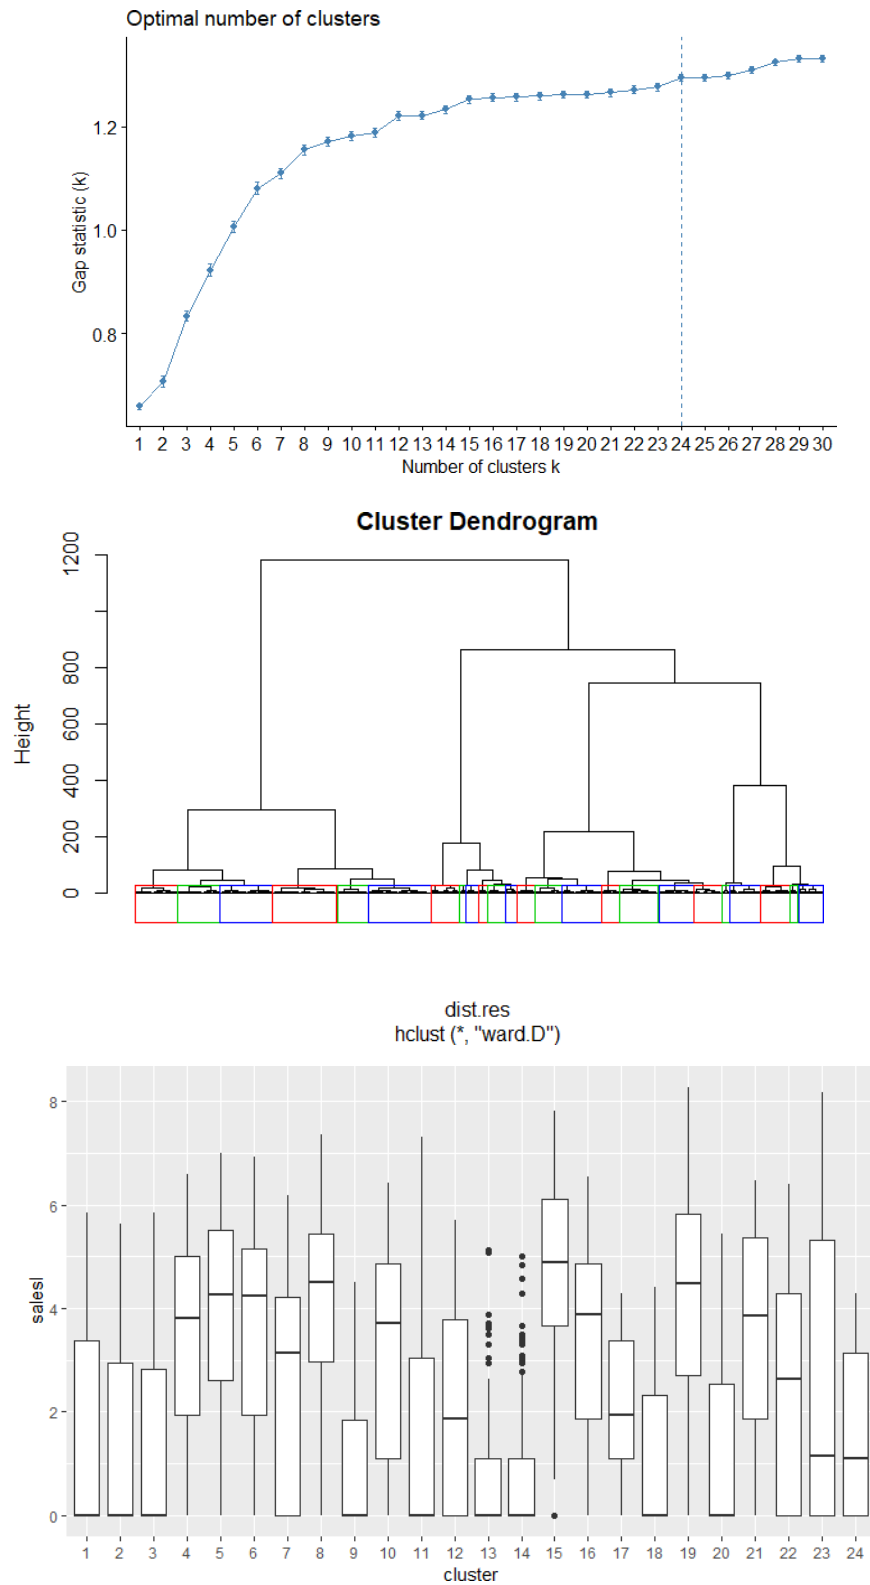 Optimal number of clusters
Gap statistic (k)
1.2
1.0
0.8
1 2 3 4 5 6 7 8 9 10 11 12 13 14 15 16 17 18 19 20 21 22 23 24 25 26 27 28 29 30
Number of clusters k
Cluster Dendrogram
Height
1200
800
600
400
200
0
dist.res
hclust (*, "ward.D")
salesl
8
6
4
2
0
1 2 3 4 5 6 7 8 9 10 11 12 13 14 15 16 17 18 19 20 21 22 23 24
cluster